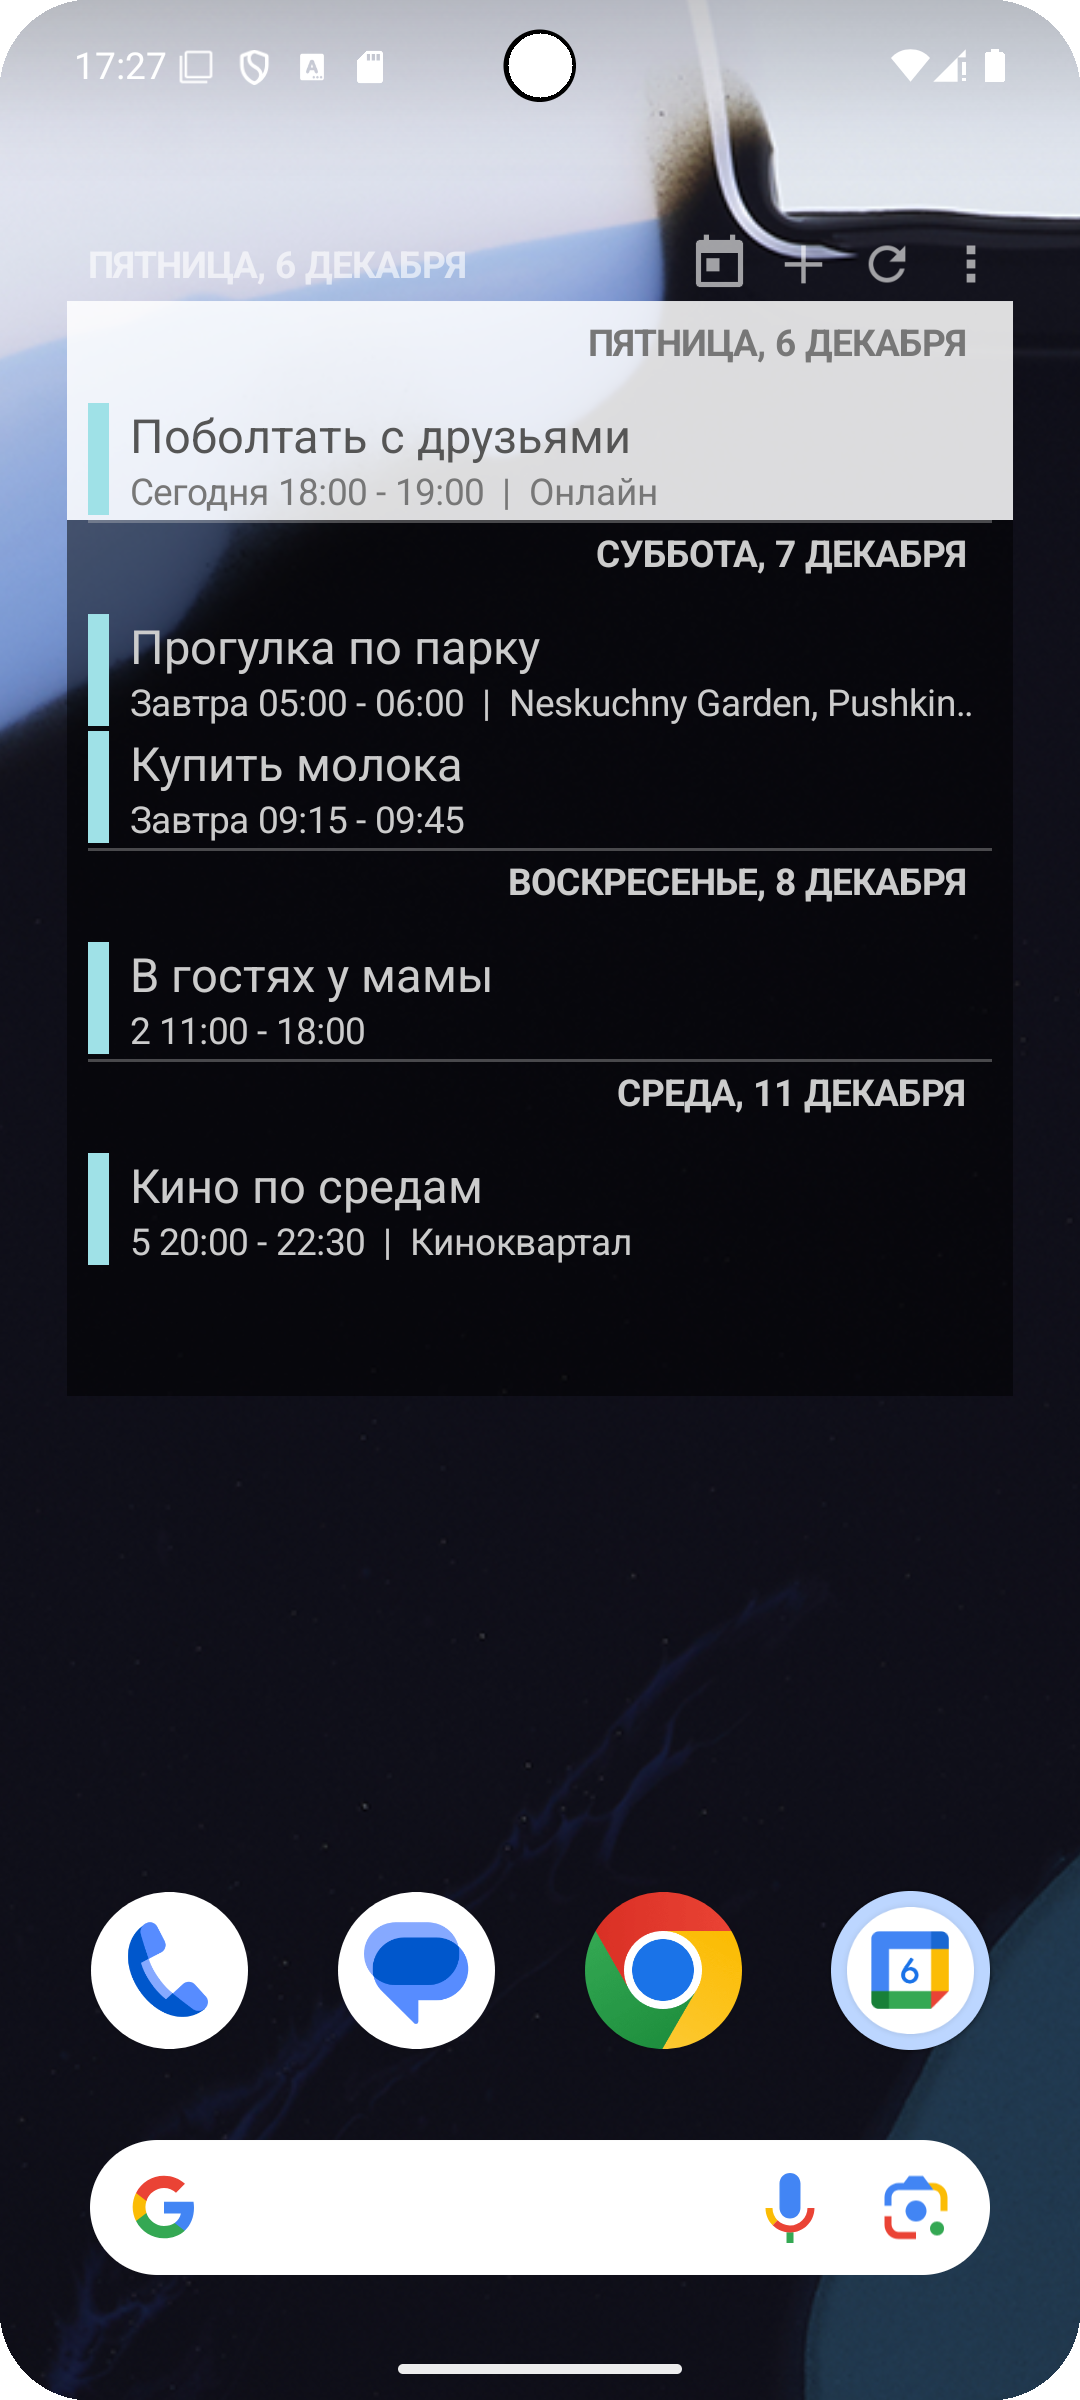 17:27
ПЯТНИЦА, 6 ДЕКАБРЯ
ПЯТНИЦА, 6 ДЕКАБРЯ
Поболтать с друзьями
Сегодня 18:00 - 19:00 | Онлайн
СУББОТА, 7 ДЕКАБРЯ
Прогулка по парку
Завтра 05:00 - 06:00 | Neskuchny Garden, Pushkin..
Купить молока
Завтра 09:15 - 09:45
ВОСКРЕСЕНЬЕ, 8 ДЕКАБРЯ
В гостях у мамы
2 11:00 - 18:00
СРЕДА, 11 ДЕКАБРЯ
Кино по средам
5 20:00 - 22:30 | Киноквартал
6